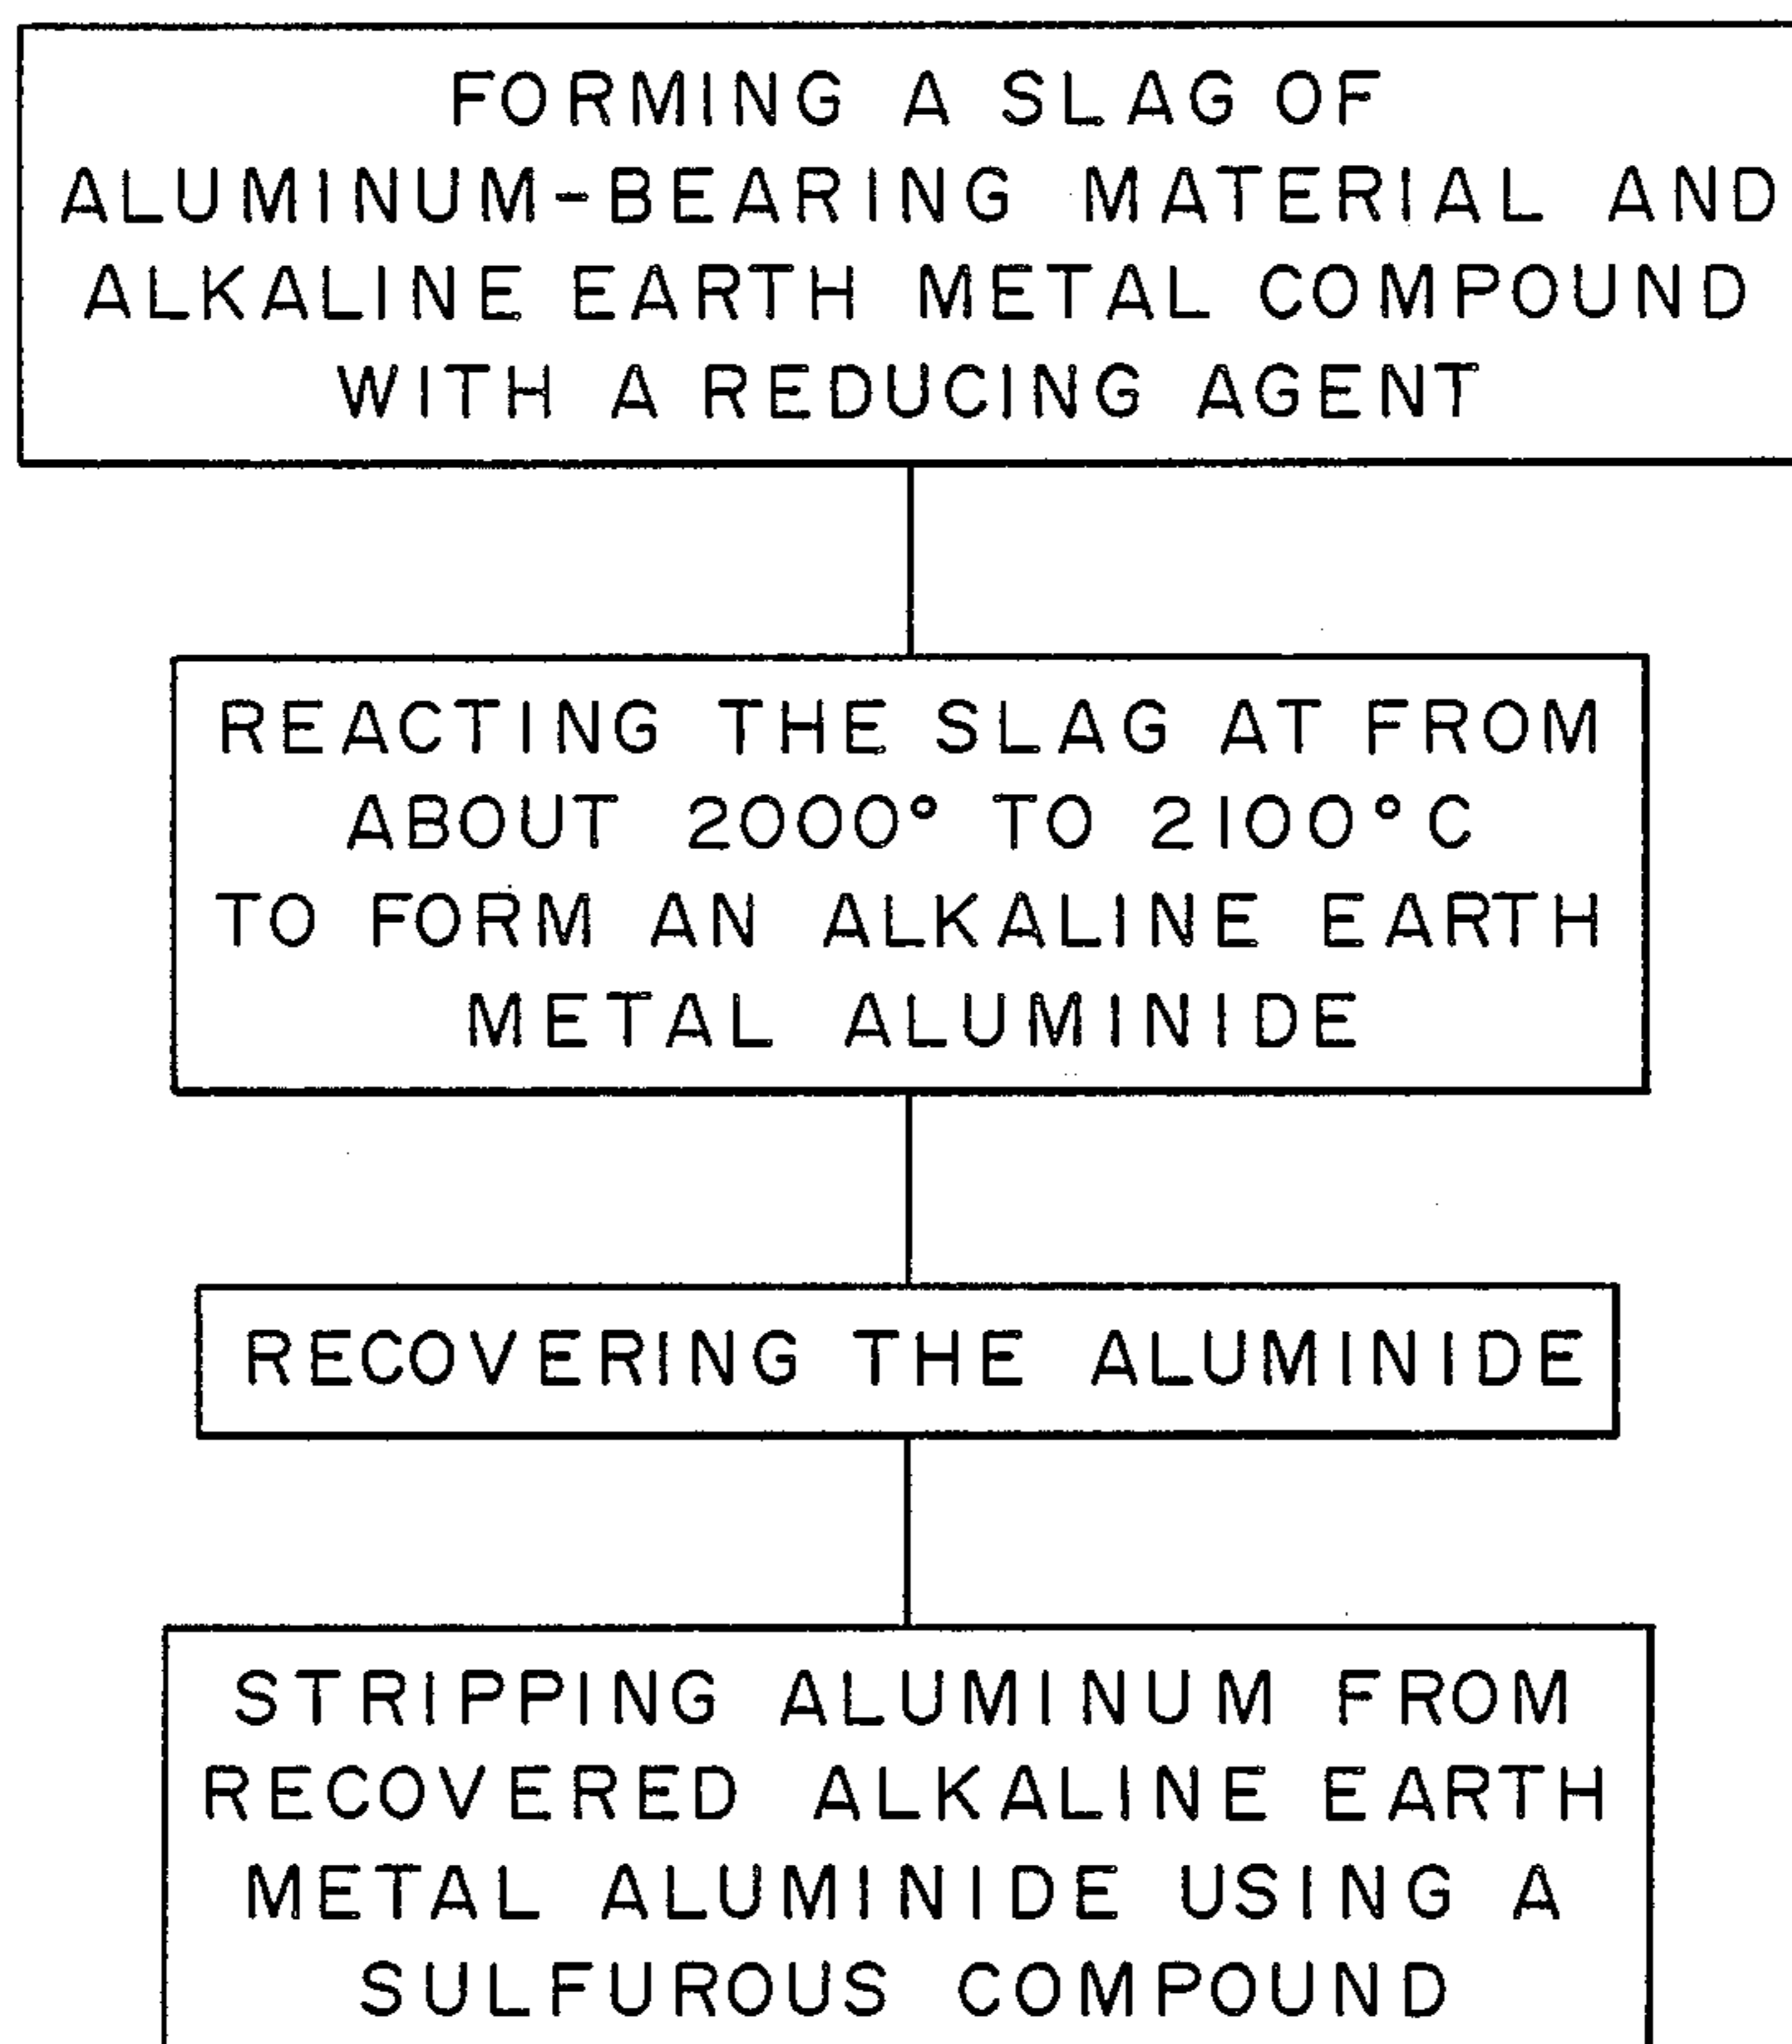 FORMING A SLAG OF
ALUMINUM-BEARING MATERIAL AND
ALKALINE EARTH METAL COMPOUND
WITH A REDUCING AGENT
REACTING THE SLAG AT FROM
ABOUT 2000° TO 2100°C
TO FORM AN ALKALINE EARTH
METAL ALUMINIDE
RECOVERING THE ALUMINIDE
STRIPPING ALUMINUM FROM
RECOVERED ALKALINE EARTH
METAL ALUMINIDE USING A
SULFUROUS COMPOUND